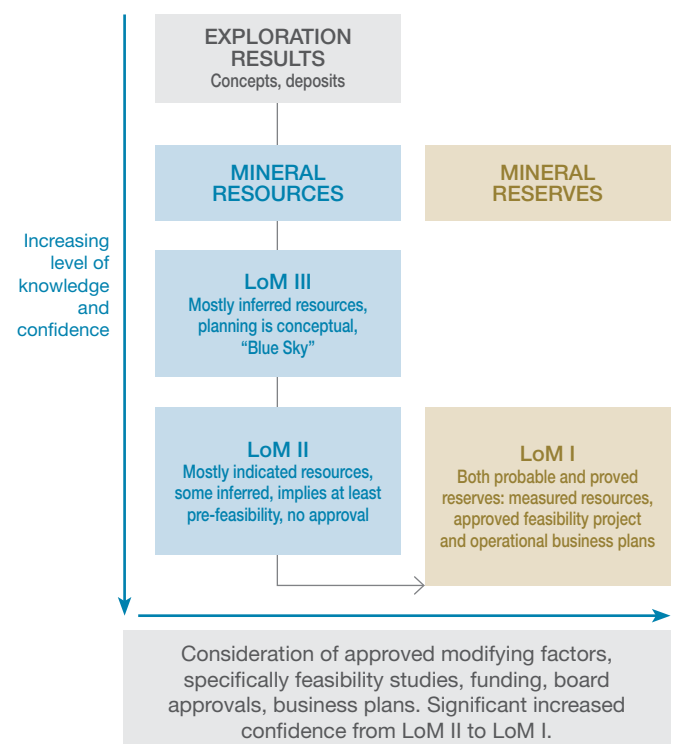 EXPLORATION
RESULTS
Concepts, deposits
MINERAL
RESOURCES
MINERAL
RESERVES
Increasing
level of
knowledge
and
confidence
LoM III
Mostly inferred resources,
planning is conceptual,
“Blue Sky”
LoM II
Mostly indicated resources,
some inferred, implies at least
pre-feasibility, no approval
LoM I
Both probable and proved
reserves: measured resources,
approved feasibility project
and operational business plans
Consideration of approved modifying factors,
specifically feasibility studies, funding, board
approvals, business plans. Significant increased
confidence from LoM II to LoM I.